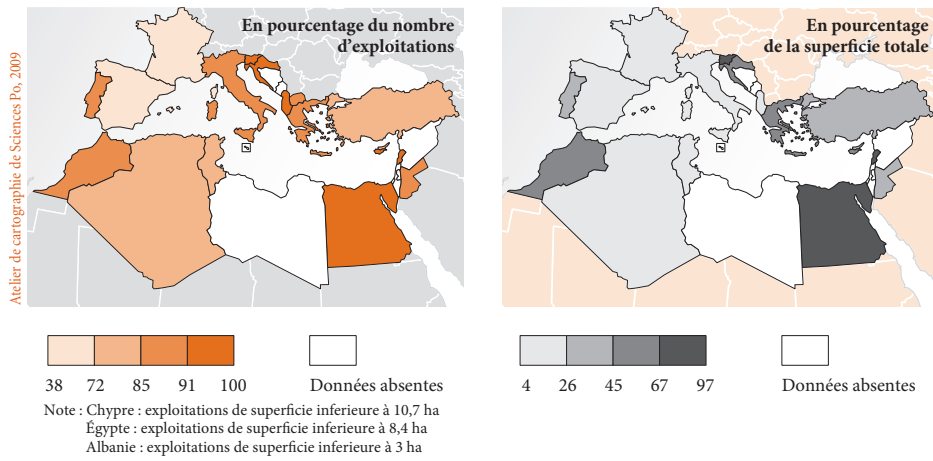 En pourcentage du nombre
d'exploitations
En pourcentage
de la superficie totale
Atelier de cartographie de Sciences Po, 2009
38 72 85 91 100
Données absentes
4 26 45 67 97
Données absentes
Note : Chypre : exploitations de superficie inferieure à 10,7 ha
Égypte : exploitations de superficie inferieure à 8,4 ha
Albanie : exploitations de superficie inferieure à 3 ha